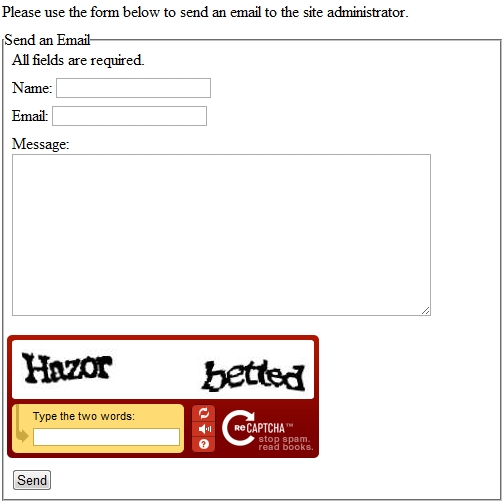 Please use the form below to send an email to the site administrator.
Send an Email
All fields are required.
Name:
Email:
Message:
Hazor betted
Type the two words:
ReCAPTCHA™
stop spam.
read books.
Send